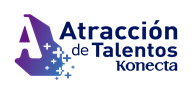 Atracción
de Talentos
Konecta